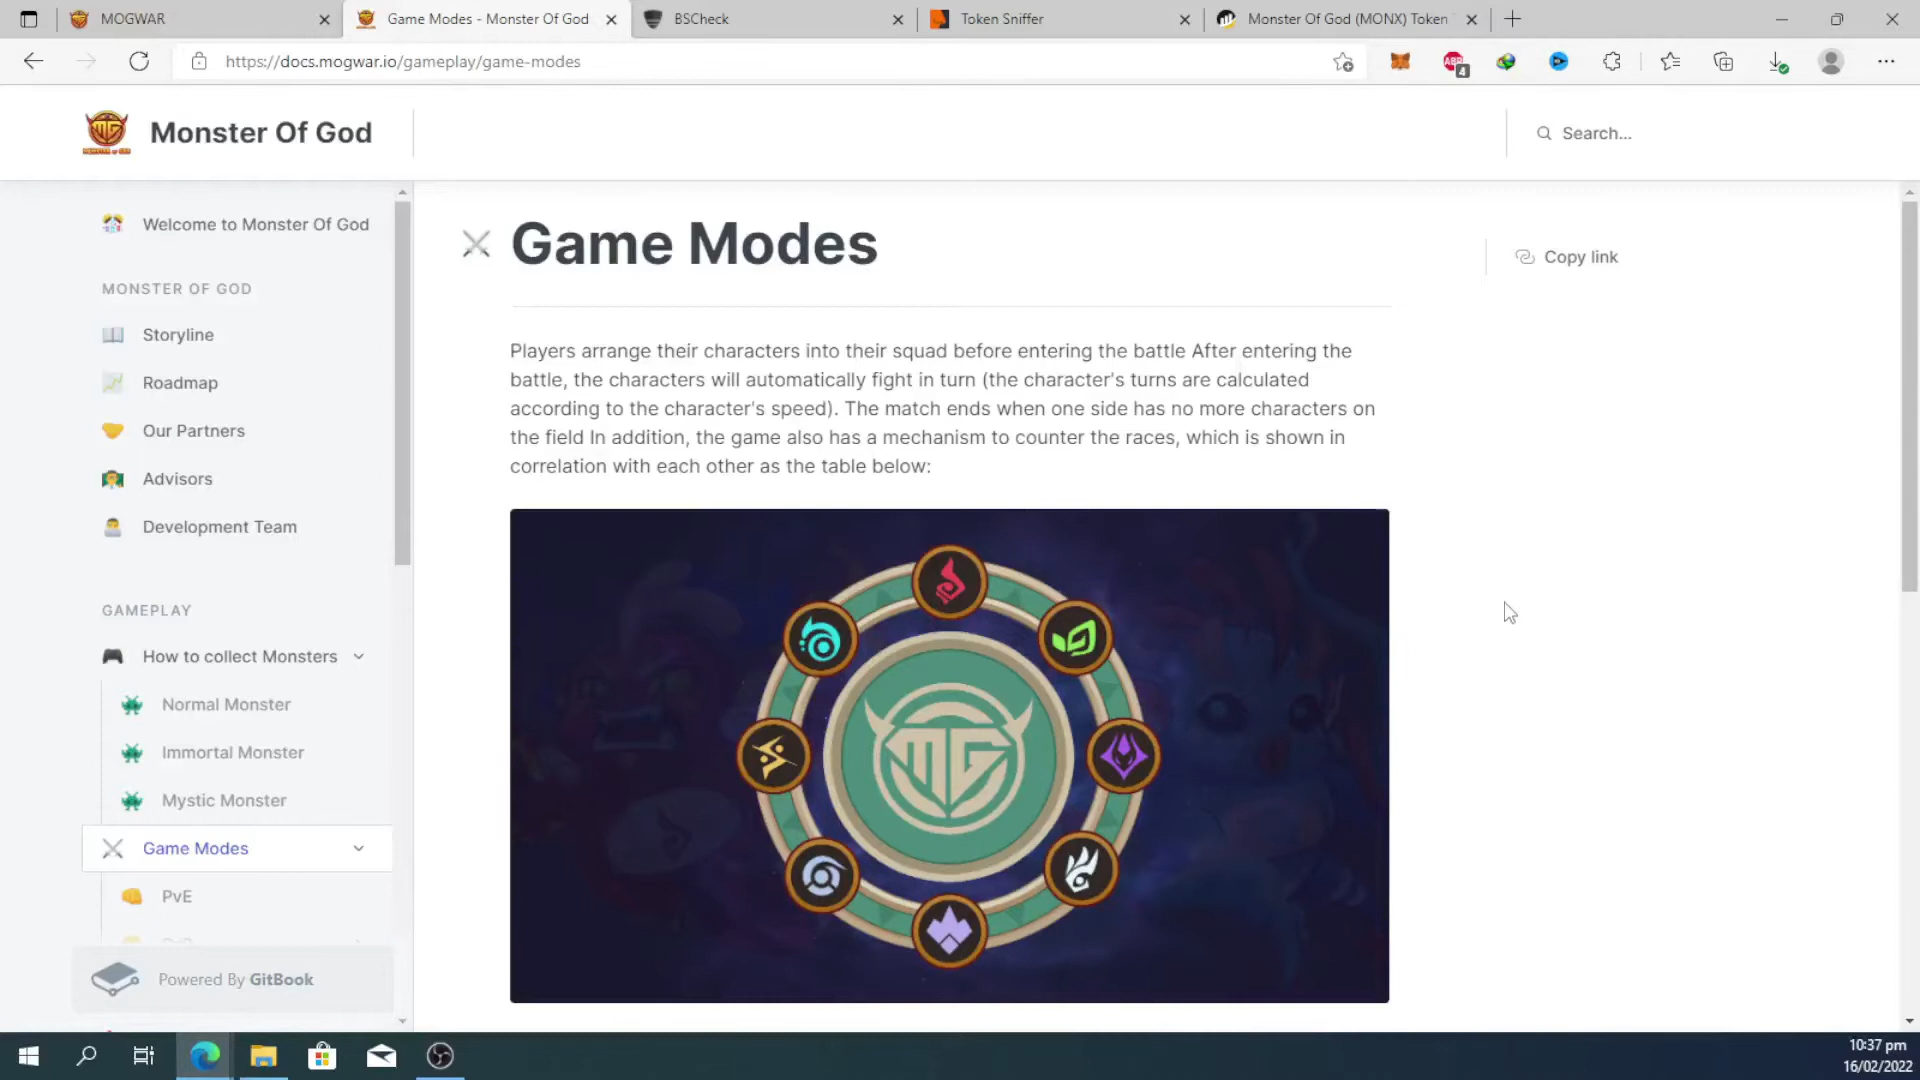 MOGWAR
Game Modes - Monster Of God
BSCheck
Token Sniffer
Monster Of God (MONX) Token
https://docs.mogwar.io/gameplay/game-modes
ABP
4
MG
MONSTER OF GOD
Monster Of God
Search...
Welcome to Monster Of God
MONSTER OF GOD
Storyline
Roadmap
Our Partners
Advisors
Development Team
GAMEPLAY
How to collect Monsters
Normal Monster
Immortal Monster
Mystic Monster
Game Modes
PvE
Powered By GitBook
Game Modes
Copy link
Players arrange their characters into their squad before entering the battle After entering the
battle, the characters will automatically fight in turn (the character's turns are calculated
according to the character's speed). The match ends when one side has no more characters on
the field In addition, the game also has a mechanism to counter the races, which is shown in
correlation with each other as the table below:
MG
10:37 pm
16/02/2022